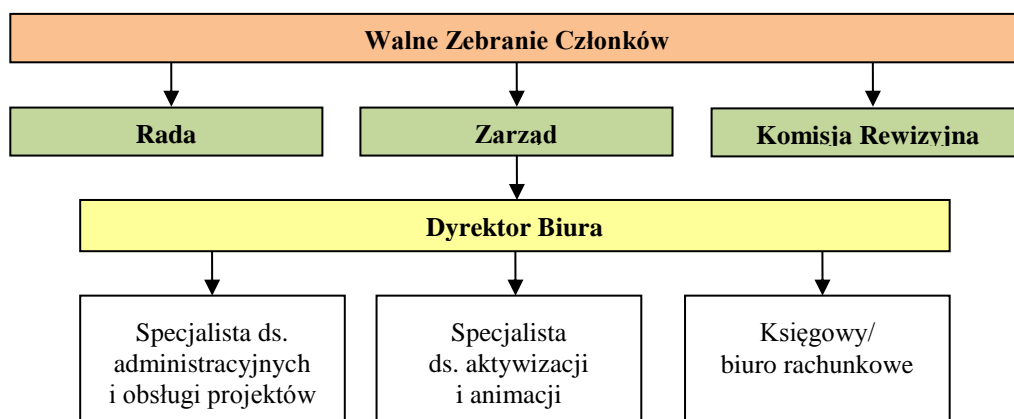 Walne Zebranie Członków
Rada
Zarząd
Komisja Rewizyjna
Dyrektor Biura
Specjalista ds.
administracyjnych
i obsługi projektów
Specjalista
ds. aktywizacji
i animacji
Księgowy/
biuro rachunkowe